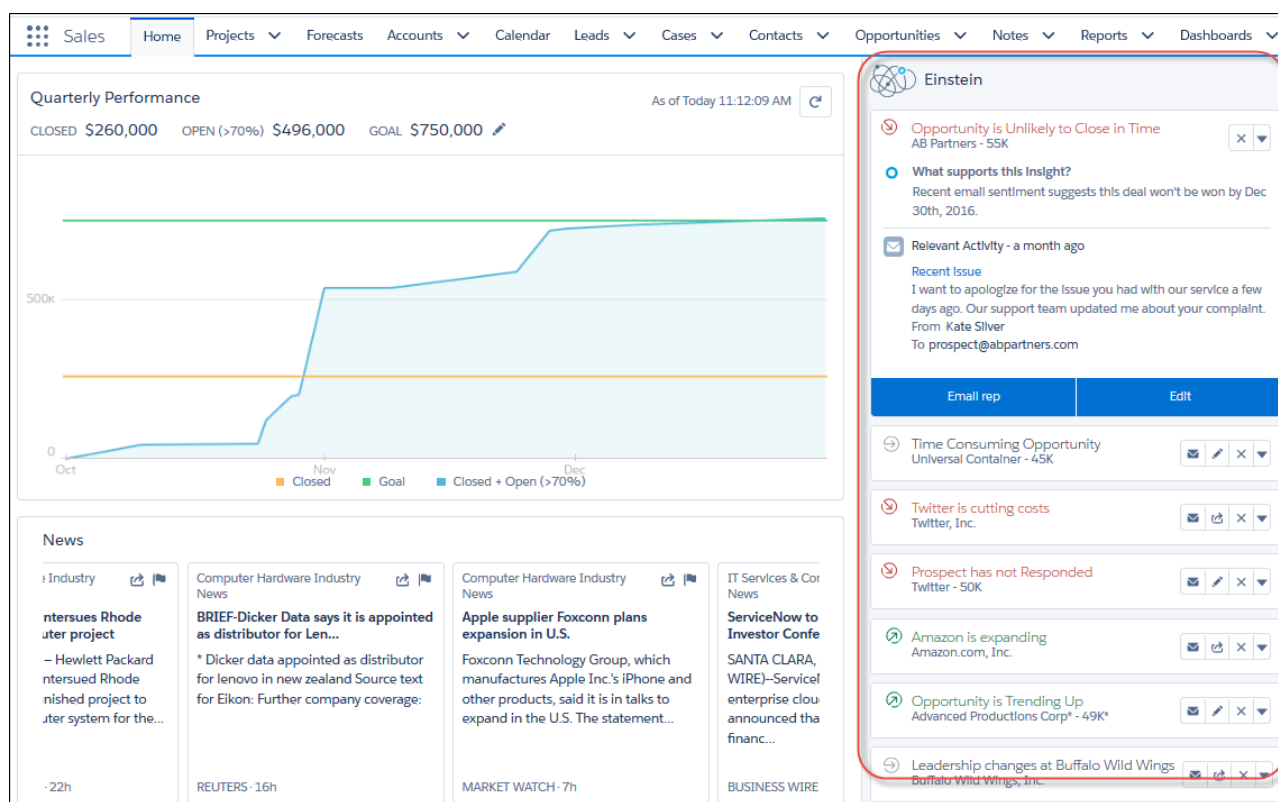 Sales Home Projects Forecasts Accounts Calendar Leads Cases Contacts Opportunities Notes Reports Dashboards
Quarterly Performance
As of Today 11:12:09 AM
CLOSED $260,000 OPEN (>70%) $496,000 GOAL $750,000
500K
0
Oct Nov Dec
Closed Goal Closed + Open (>70%)
News
Industry
ntersues Rhode
uter project
– Hewlett Packard
ntersued Rhode
nished project to
uter system for the...
· 22h
Computer Hardware Industry
News
BRIEF-Dicker Data says it is appointed
as distributor for Len...
* Dicker data appointed as distributor
for lenovo in new zealand Source text
for Eikon: Further company coverage:
REUTERS · 16h
Computer Hardware Industry
News
Apple supplier Foxconn plans
expansion in U.S.
Foxconn Technology Group, which
manufactures Apple Inc.'s iPhone and
other products, said it is in talks to
expand in the U.S. The statement...
MARKET WATCH · 7h
IT Services & Cor
News
ServiceNow to
Investor Confe
SANTA CLARA,
WIRE)--Servicel
enterprise clou
announced tha
financ...
BUSINESS WIRE
Einstein
Opportunity is Unlikely to Close in Time
AB Partners - 55K
What supports this insight?
Recent email sentiment suggests this deal won't be won by Dec
30th, 2016.
Relevant Activity - a month ago
Recent Issue
I want to apologize for the issue you had with our service a few
days ago. Our support team updated me about your complaint.
From Kate Silver
To prospect@abpartners.com
Email rep Edit
Time Consuming Opportunity
Universal Container - 45K
Twitter is cutting costs
Twitter, Inc.
Prospect has not Responded
Twitter - 50K
Amazon is expanding
Amazon.com, Inc.
Opportunity is Trending Up
Advanced Productions Corp* - 49K*
Leadership changes at Buffalo Wild Wings
Buffalo Wild Wings, Inc.